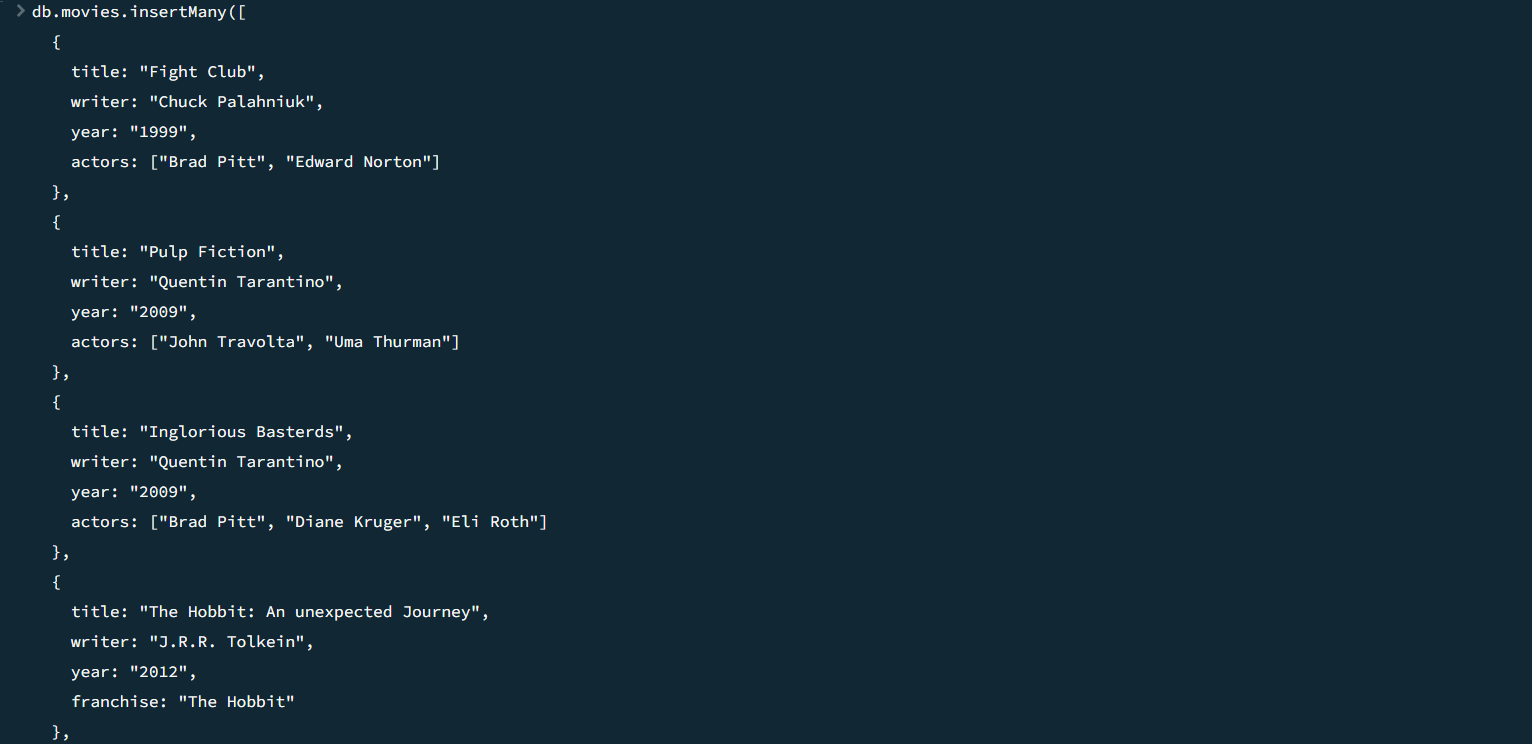 > db.movies.insertMany([
{
title: "Fight Club",
writer: "Chuck Palahniuk",
year: "1999",
actors: ["Brad Pitt", "Edward Norton"]
},
{
title: "Pulp Fiction",
writer: "Quentin Tarantino",
year: "2009",
actors: ["John Travolta", "Uma Thurman"]
},
{
title: "Inglorious Basterds",
writer: "Quentin Tarantino",
year: "2009",
actors: ["Brad Pitt", "Diane Kruger", "Eli Roth"]
},
{
title: "The Hobbit: An unexpected Journey",
writer: "J.R.R. Tolkein",
year: "2012",
franchise: "The Hobbit"
},